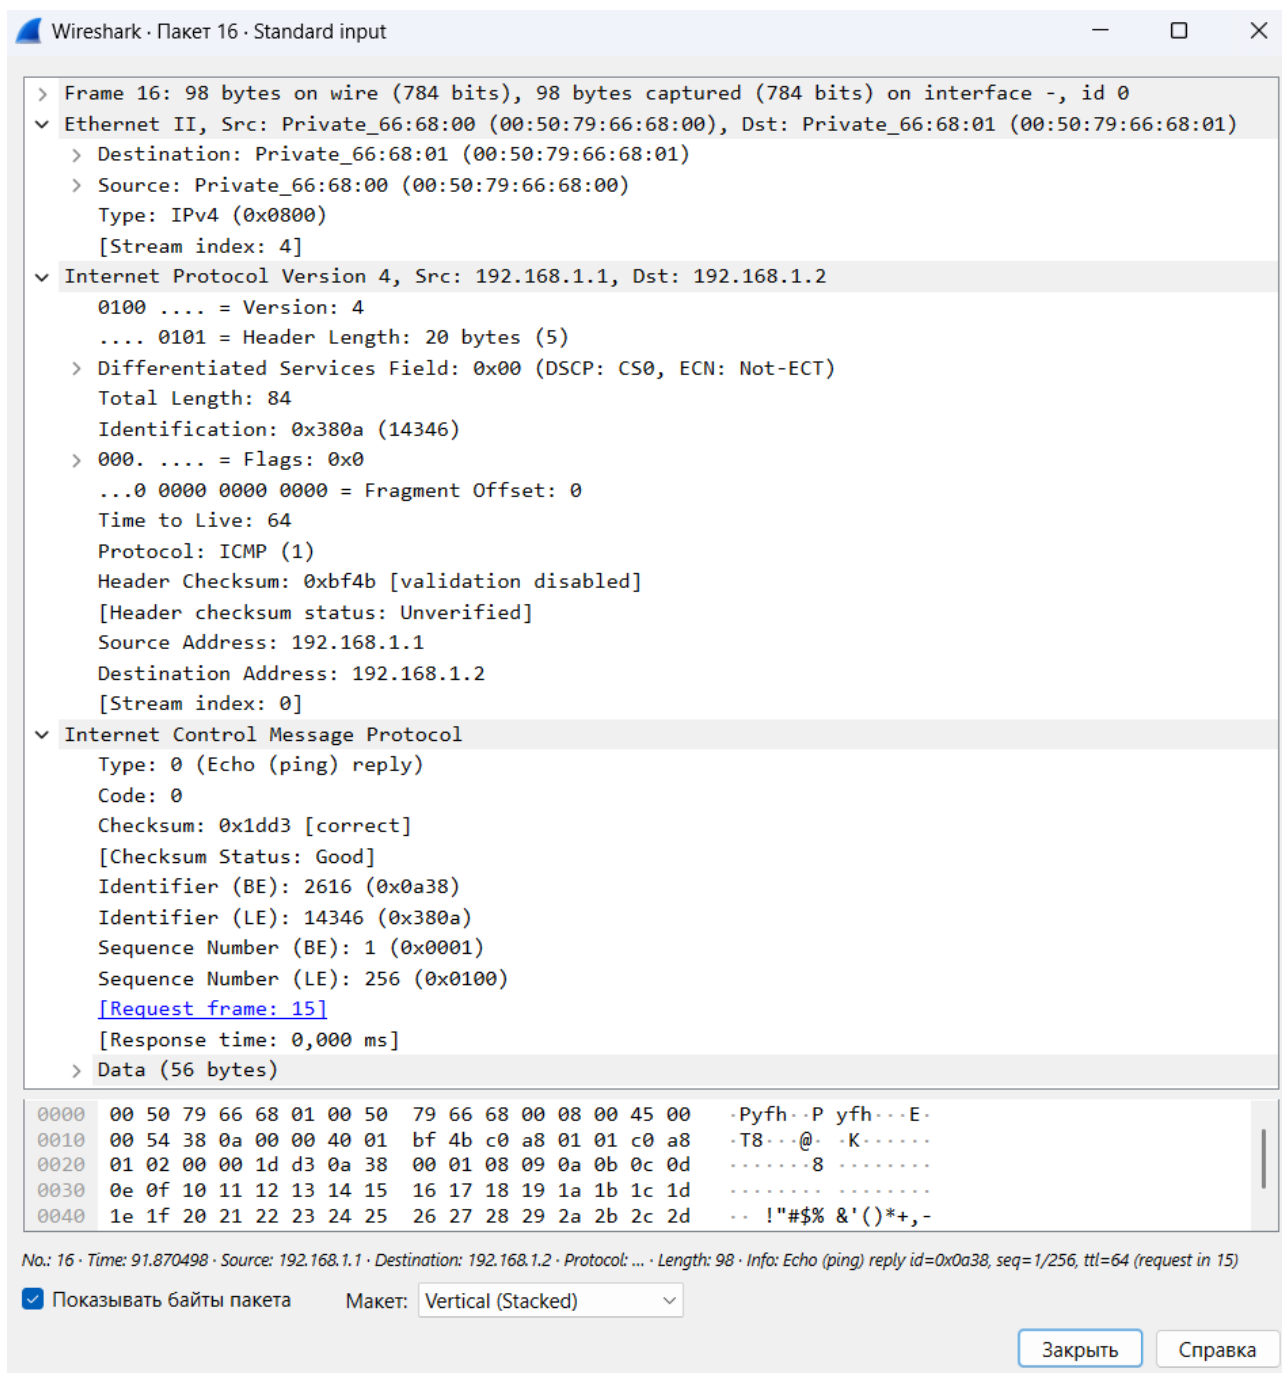 Wireshark · Пакет 16 · Standard input
Frame 16: 98 bytes on wire (784 bits), 98 bytes captured (784 bits) on interface -, id 0
Ethernet II, Src: Private_66:68:00 (00:50:79:66:68:00), Dst: Private_66:68:01 (00:50:79:66:68:01)
Destination: Private_66:68:01 (00:50:79:66:68:01)
Source: Private_66:68:00 (00:50:79:66:68:00)
Type: IPv4 (0x0800)
[Stream index: 4]
Internet Protocol Version 4, Src: 192.168.1.1, Dst: 192.168.1.2
0100 .... = Version: 4
.... 0101 = Header Length: 20 bytes (5)
Differentiated Services Field: 0x00 (DSCP: CS0, ECN: Not-ECT)
Total Length: 84
Identification: 0x380a (14346)
000. .... = Flags: 0x0
...0 0000 0000 0000 = Fragment Offset: 0
Time to Live: 64
Protocol: ICMP (1)
Header Checksum: 0xbf4b [validation disabled]
[Header checksum status: Unverified]
Source Address: 192.168.1.1
Destination Address: 192.168.1.2
[Stream index: 0]
Internet Control Message Protocol
Type: 0 (Echo (ping) reply)
Code: 0
Checksum: 0x1dd3 [correct]
[Checksum Status: Good]
Identifier (BE): 2616 (0x0a38)
Identifier (LE): 14346 (0x380a)
Sequence Number (BE): 1 (0x0001)
Sequence Number (LE): 256 (0x0100)
[Request frame: 15]
[Response time: 0,000 ms]
Data (56 bytes)
0000 00 50 79 66 68 01 00 50 79 66 68 00 08 00 45 00 ·Pyfh··P yfh···E·
0010 00 54 38 0a 00 00 40 01 bf 4b c0 a8 01 01 c0 a8 ·T8···@· ·K······
0020 01 02 00 00 1d d3 0a 38 00 01 08 09 0a 0b 0c 0d ·······8 ········
0030 0e 0f 10 11 12 13 14 15 16 17 18 19 1a 1b 1c 1d ········ ········
0040 1e 1f 20 21 22 23 24 25 26 27 28 29 2a 2b 2c 2d ·· !"#$% &'()*+,-
No.: 16 · Time: 91.870498 · Source: 192.168.1.1 · Destination: 192.168.1.2 · Protocol: ... · Length: 98 · Info: Echo (ping) reply id=0x0a38, seq=1/256, ttl=64 (request in 15)
Показывать байты пакета Макет: Vertical (Stacked)
Закрыть Справка